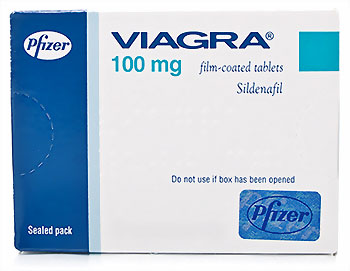 Pfizer
VIAGRA®
100 mg film-coated tablets
Sildenafil
Do not use if box has been opened
Pfizer
Sealed pack